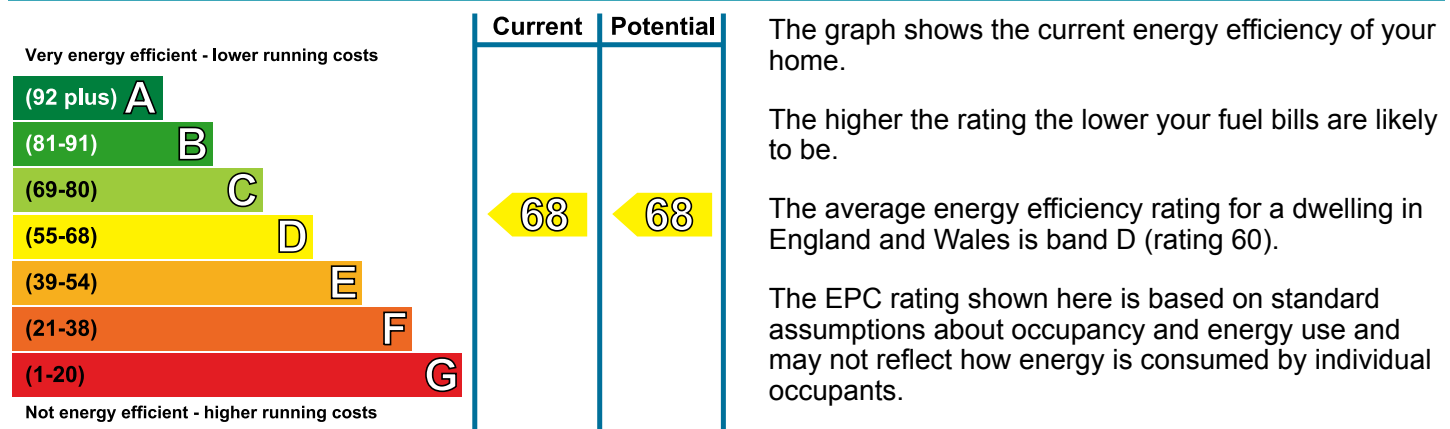 Current Potential
Very energy efficient - lower running costs
(92 plus) A
(81-91) B
(69-80) C
(55-68) D
68 68
(39-54) E
(21-38) F
(1-20) G
Not energy efficient - higher running costs
The graph shows the current energy efficiency of your
home.
The higher the rating the lower your fuel bills are likely
to be.
The average energy efficiency rating for a dwelling in
England and Wales is band D (rating 60).
The EPC rating shown here is based on standard
assumptions about occupancy and energy use and
may not reflect how energy is consumed by individual
occupants.